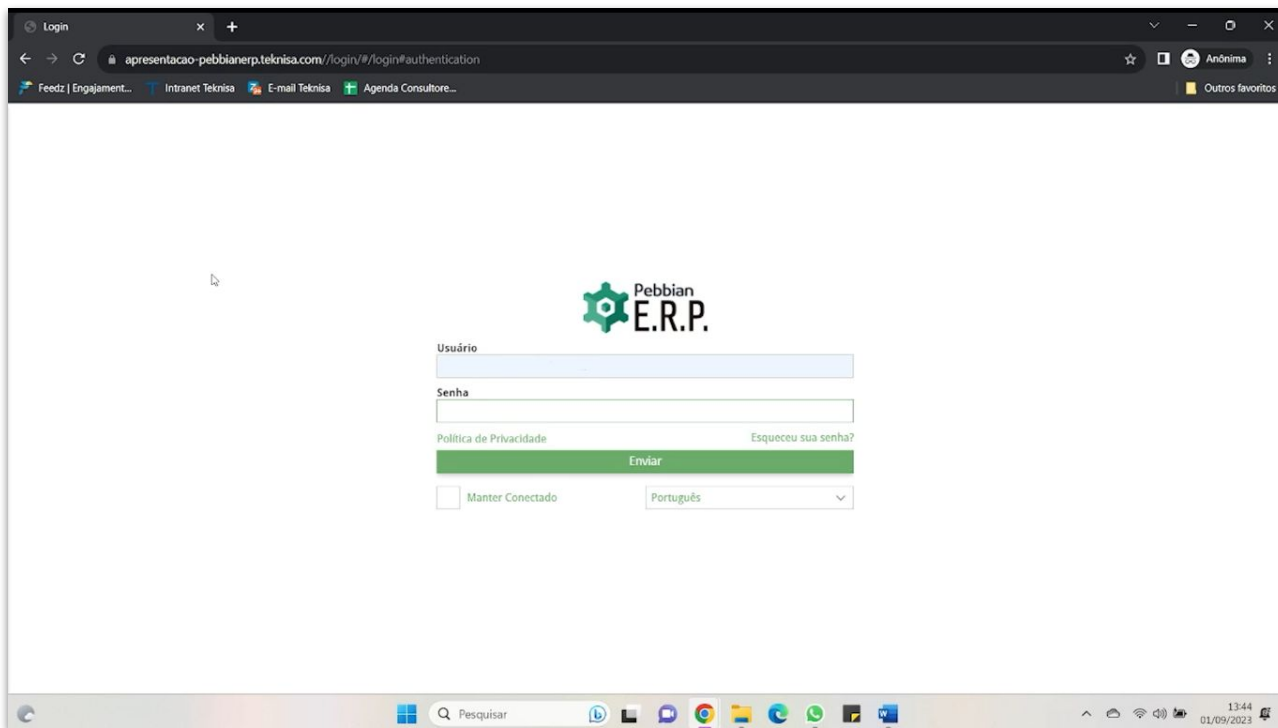 Login
apresentacao-pebbianerp.teknisa.com//login/#/login#authentication
Anônima
Feedz | Engajament... Intranet Teknisa E-mail Teknisa Agenda Consultore... Outros favoritos
Pebbian
E.R.P.
Usuário
Senha
Política de Privacidade Esqueceu sua senha?
Enviar
Manter Conectado Português
Pesquisar
13:44
01/09/2023